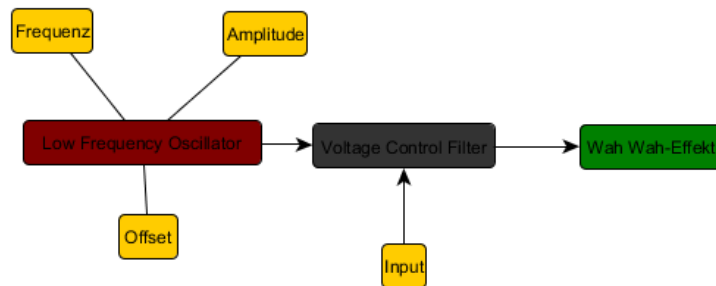 Frequenz
Amplitude
Low Frequency Oscillator
Voltage Control Filter
Wah Wah-Effekt
Offset
Input